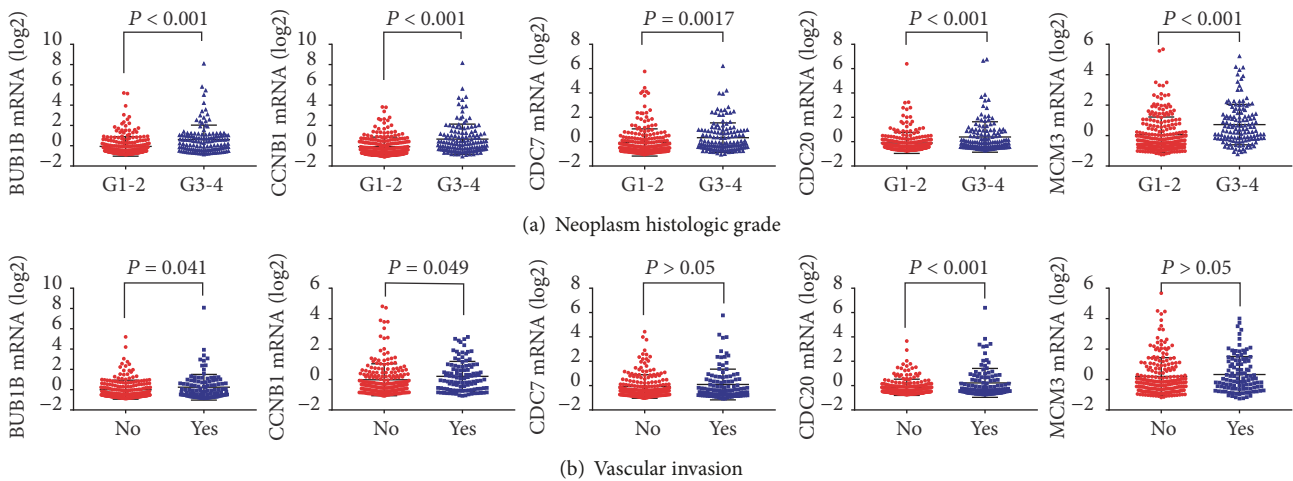 P < 0.001
BUB1B mRNA (log2)
10
8
6
4
2
0
−2
G1-2 G3-4
P < 0.001
CCNB1 mRNA (log2)
10
8
6
4
2
0
−2
G1-2 G3-4
P = 0.0017
CDC7 mRNA (log2)
8
6
4
2
0
−2
G1-2 G3-4
P < 0.001
CDC20 mRNA (log2)
8
6
4
2
0
−2
G1-2 G3-4
P < 0.001
MCM3 mRNA (log2)
6
4
2
0
−2
G1-2 G3-4
(a) Neoplasm histologic grade
P = 0.041
BUB1B mRNA (log2)
10
8
6
4
2
0
−2
No Yes
P = 0.049
CCNB1 mRNA (log2)
6
4
2
0
−2
No Yes
P > 0.05
CDC7 mRNA (log2)
8
6
4
2
0
−2
No Yes
P < 0.001
CDC20 mRNA (log2)
8
6
4
2
0
−2
No Yes
P > 0.05
MCM3 mRNA (log2)
6
4
2
0
−2
No Yes
(b) Vascular invasion